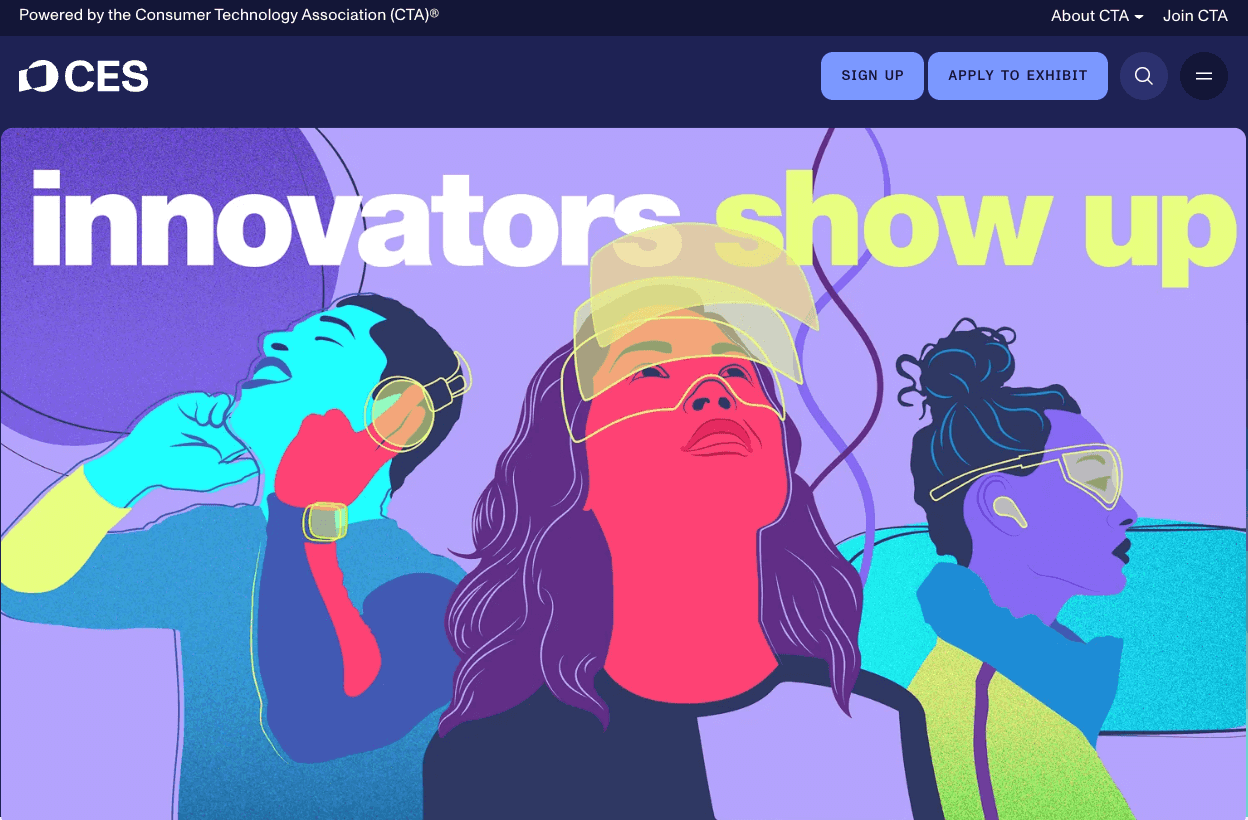 Powered by the Consumer Technology Association (CTA)®
About CTA
Join CTA
CES
SIGN UP
APPLY TO EXHIBIT
innovators show up